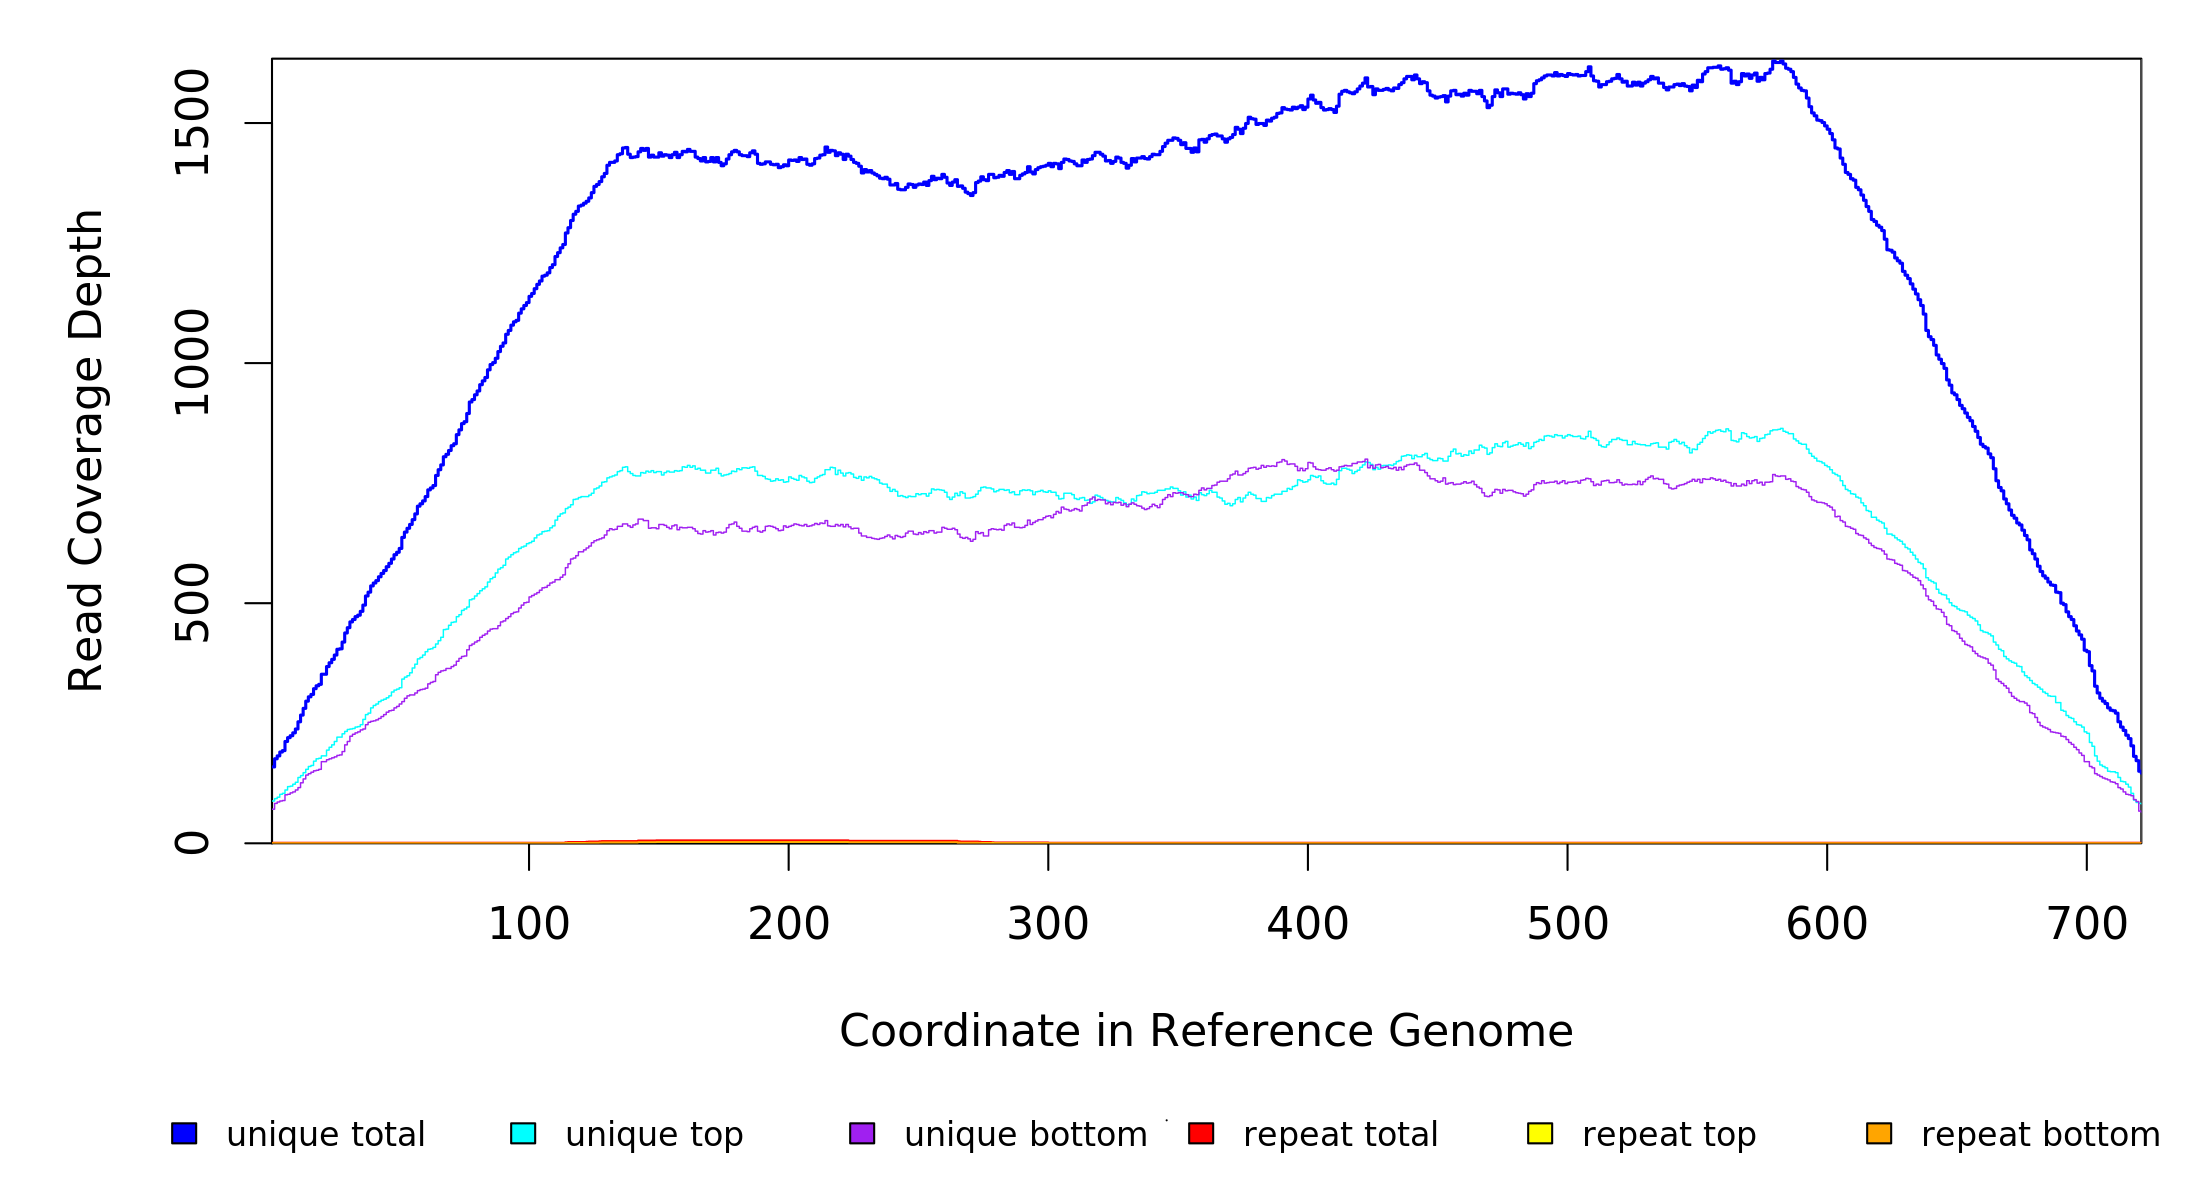 Read Coverage Depth
1500
1000
500
0
100 200 300 400 500 600 700
Coordinate in Reference Genome
unique total unique top unique bottom repeat total repeat top repeat bottom